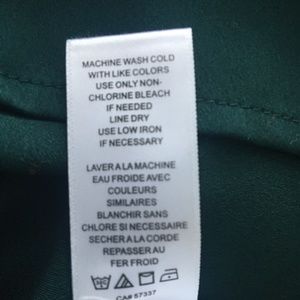 MACHINE WASH COLD
WITH LIKE COLORS
USE ONLY NON-
CHLORINE BLEACH
IF NEEDED
LINE DRY
USE LOW IRON
IF NECESSARY
LAVER A LA MACHINE
EAU FROIDE AVEC
COULEURS
SIMILAIRES
BLANCHIR SANS
CHLORE SI NECESSAIRE
SECHER A LA CORDE
REPASSER AU
FER FROID
CA# 57337